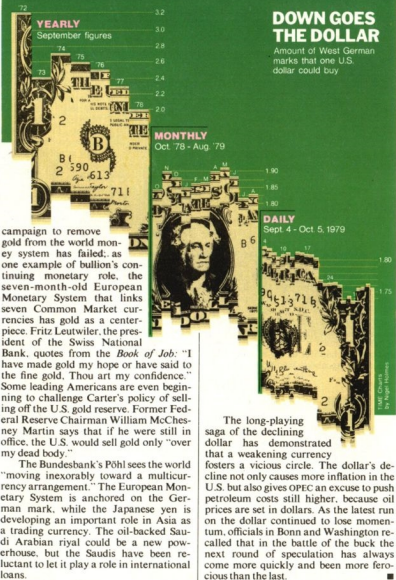 DOWN GOES
THE DOLLAR
Amount of West German
marks that one U.S.
dollar could buy
YEARLY
September figures
'72
'73
'74
'75
'76
'77
'78
3.2
3.0
2.8
2.6
2.4
2.2
2.0
MONTHLY
Oct. '78 - Aug. '79
O
N
D
J
F
M
A
M
J
J
A
1.90
1.85
1.80
DAILY
Sept. 4 - Oct. 5, 1979
4
10
17
24
1
1.80
1.75
TIME Charts
by Nigel Holmes
campaign to remove
gold from the world mon-
ey system has failed; as
one example of bullion's con-
tinuing monetary role, the
seven-month-old European
Monetary System that links
seven Common Market cur-
rencies has gold as a center-
piece. Fritz Leutwiler, the pres-
ident of the Swiss National
Bank, quotes from the Book of Job: "I
have made gold my hope or have said to
the fine gold, Thou art my confidence."
Some leading Americans are even begin-
ning to challenge Carter's policy of sell-
ing off the U.S. gold reserve. Former Fed-
eral Reserve Chairman William McChes-
ney Martin says that if he were still in
office, the U.S. would sell gold only "over
my dead body."
The Bundesbank's Pöhl sees the world
"moving inexorably toward a multicur-
rency arrangement." The European Mon-
etary System is anchored on the Ger-
man mark, while the Japanese yen is
developing an important role in Asia as
a trading currency. The oil-backed Sau-
di Arabian riyal could be a new pow-
erhouse, but the Saudis have been re-
luctant to let it play a role in international
loans.
The long-playing
saga of the declining
dollar has demonstrated
that a weakening currency
fosters a vicious circle. The dollar's de-
cline not only causes more inflation in the
U.S. but also gives OPEC an excuse to push
petroleum costs still higher, because oil
prices are set in dollars. As the latest run
on the dollar continued to lose momen-
tum, officials in Bonn and Washington re-
called that in the battle of the buck the
next round of speculation has always
come more quickly and been more fero-
cious than the last.